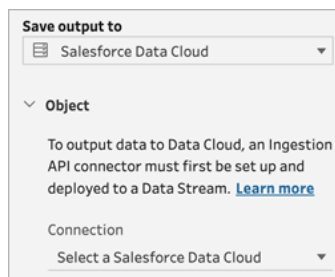 Save output to
Salesforce Data Cloud
Object
To output data to Data Cloud, an Ingestion
API connector must first be set up and
deployed to a Data Stream. Learn more
Connection
Select a Salesforce Data Cloud